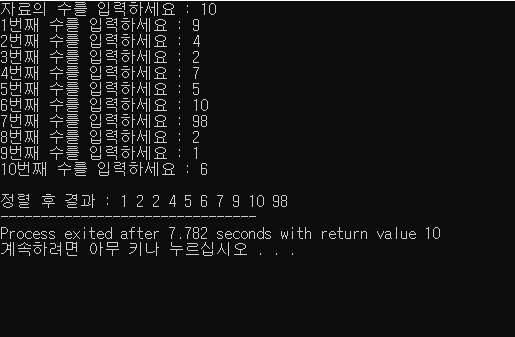 자료의 수를 입력하세요 : 10
1번째 수를 입력하세요 : 9
2번째 수를 입력하세요 : 4
3번째 수를 입력하세요 : 2
4번째 수를 입력하세요 : 7
5번째 수를 입력하세요 : 5
6번째 수를 입력하세요 : 10
7번째 수를 입력하세요 : 98
8번째 수를 입력하세요 : 2
9번째 수를 입력하세요 : 1
10번째 수를 입력하세요 : 6
정렬 후 결과 : 1 2 2 4 5 6 7 9 10 98
--------------------------------
Process exited after 7.782 seconds with return value 10
계속하려면 아무 키나 누르십시오 . . .